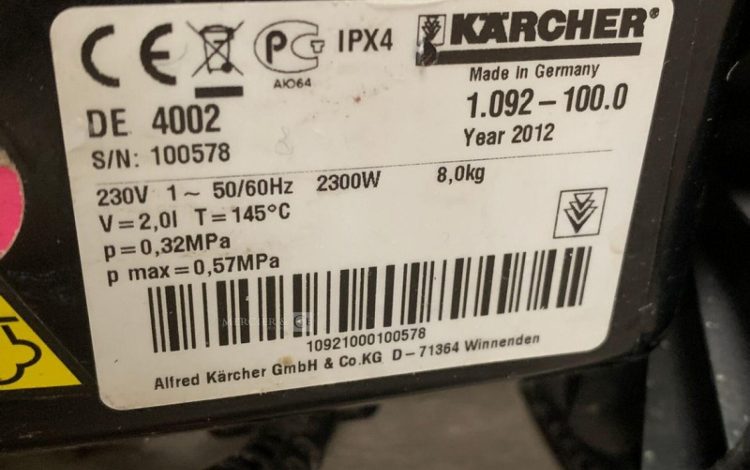 CE PG IPX4 KÄRCHER®
AЮ64
Made in Germany
DE 4002 1.092-100.0
S/N: 100578 Year 2012
230V 1~ 50/60Hz 2300W 8,0kg
V=2,0l T=145°C
p=0,32MPa
p max=0,57MPa
10921000100578
Alfred Kärcher GmbH & Co.KG D-71364 Winnenden